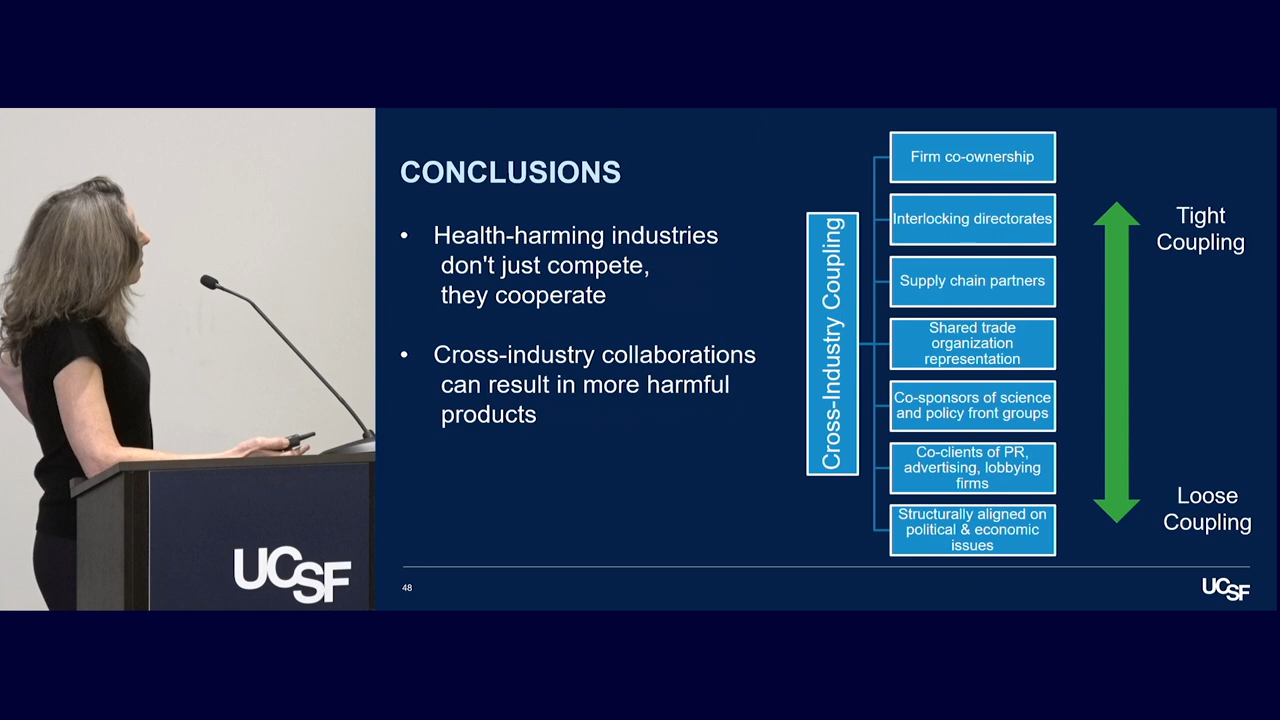 CONCLUSIONS
• Health-harming industries
don't just compete,
they cooperate
• Cross-industry collaborations
can result in more harmful
products
Cross-Industry Coupling
Firm co-ownership
Interlocking directorates
Supply chain partners
Shared trade
organization
representation
Co-sponsors of science
and policy front groups
Co-clients of PR,
advertising, lobbying
firms
Structurally aligned on
political & economic
issues
Tight
Coupling
Loose
Coupling
48
UCSF
UCSF